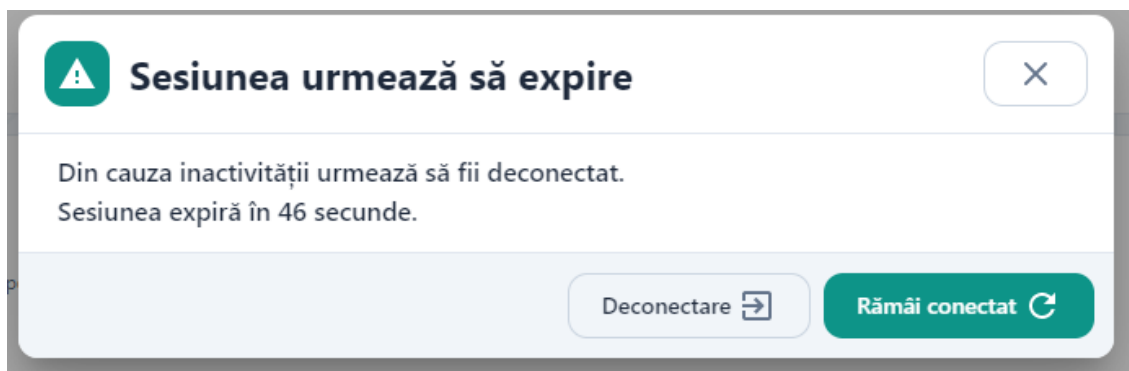 Sesiunea urmează să expire
Din cauza inactivității urmează să fii deconectat.
Sesiunea expiră în 46 secunde.
Deconectare
Rămâi conectat